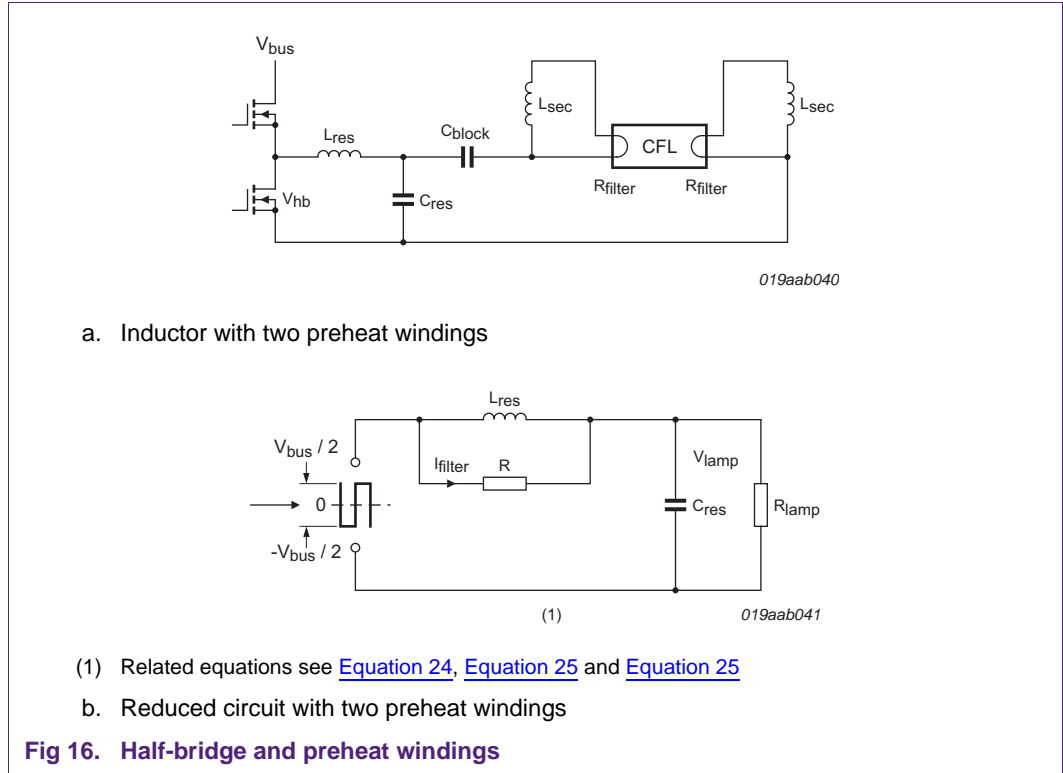 Vbus
Lres
Cblock
Lsec
Lsec
CFL
Rfilter
Rfilter
Vhb
Cres
019aab040
a. Inductor with two preheat windings
Lres
Vbus / 2
Ifilter
R
Vlamp
0
Cres
Rlamp
-Vbus / 2
(1)
019aab041
(1) Related equations see Equation 24, Equation 25 and Equation 25
b. Reduced circuit with two preheat windings
Fig 16. Half-bridge and preheat windings